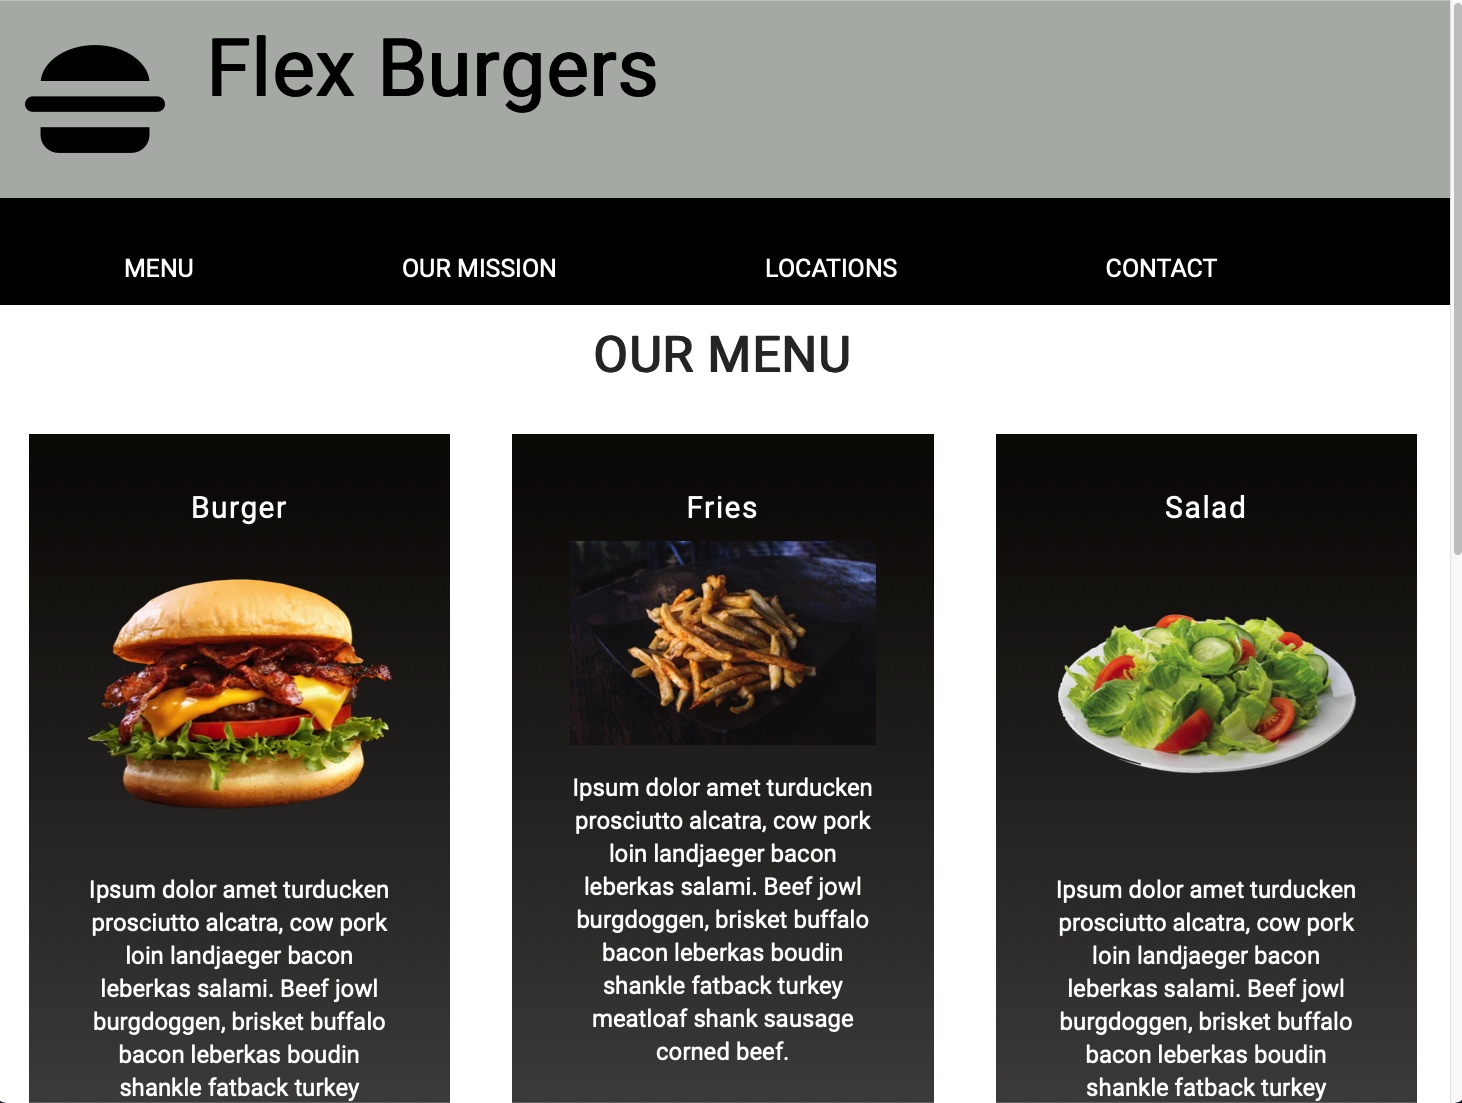 Flex Burgers
MENU OUR MISSION LOCATIONS CONTACT
OUR MENU
Burger
Ipsum dolor amet turducken
prosciutto alcatra, cow pork
loin landjaeger bacon
leberkas salami. Beef jowl
burgdoggen, brisket buffalo
bacon leberkas boudin
shankle fatback turkey
Fries
Ipsum dolor amet turducken
prosciutto alcatra, cow pork
loin landjaeger bacon
leberkas salami. Beef jowl
burgdoggen, brisket buffalo
bacon leberkas boudin
shankle fatback turkey
meatloaf shank sausage
corned beef.
Salad
Ipsum dolor amet turducken
prosciutto alcatra, cow pork
loin landjaeger bacon
leberkas salami. Beef jowl
burgdoggen, brisket buffalo
bacon leberkas boudin
shankle fatback turkey